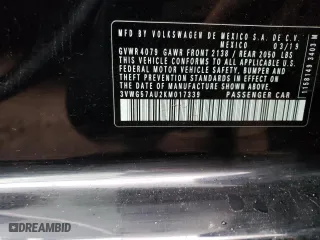 MFD BY VOLKSWAGEN DE MEXICO S.A. DE C.V.
MEXICO 03/19
GVWR 4079 GAWR FRONT 2138 / REAR 2050 LBS
THIS VEHICLE CONFORMS TO ALL APPLICABLE
FEDERAL MOTOR VEHICLE SAFETY,
BUMPER, AND THEFT PREVENTION STANDARDS
IN EFFECT ON THE DATE OF
MANUFACTURE SHOWN ABOVE.
3VWG57AU2KM017339 PASSENGER CAR
1158149 3403 M